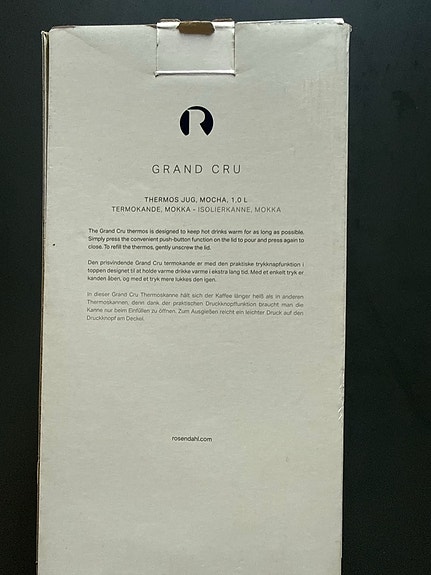 R
GRAND CRU
THERMOS JUG, MOCHA, 1,0 L
TERMOKANDE, MOKKA - ISOLIERKANNE, MOKKA
The Grand Cru thermos is designed to keep hot drinks warm for as long as possible.
Simply press the convenient push-button function on the lid to pour and press again to
close. To refill the thermos, gently unscrew the lid.
Den prisvindende Grand Cru termokande er med den praktiske trykknapfunktion i
toppen designet til at holde varme drikke varme i ekstra lang tid. Med et enkelt tryk er
kanden åben, og med et tryk mere lukkes den igen.
In dieser Grand Cru Thermoskanne hält sich der Kaffee länger heiß als in anderen
Thermoskannen, denn dank der praktischen Druckknopffunktion braucht man die
Kanne nur beim Einfüllen zu öffnen. Zum Ausgießen reicht ein leichter Druck auf den
Druckknopf am Deckel.
rosendahl.com